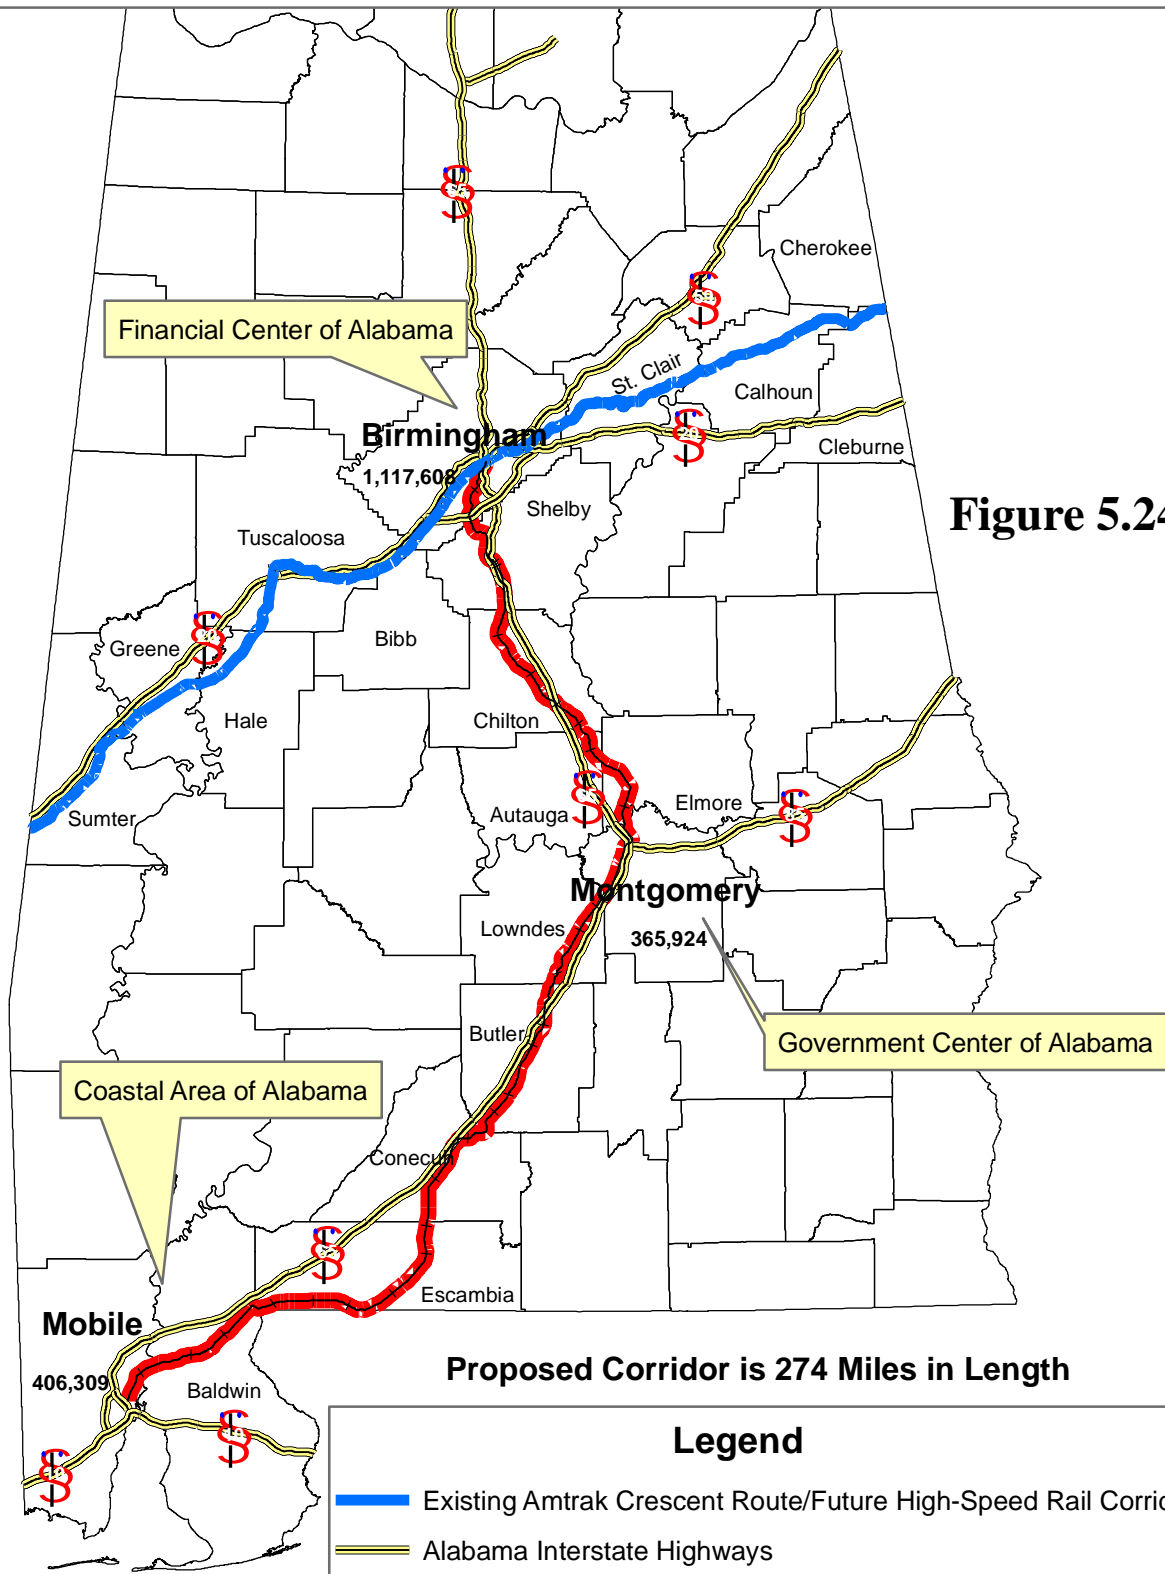 Cherokee
Financial Center of Alabama
St. Clair
Calhoun
Birmingham
Cleburne
1,117,608
Shelby
Figure 5.24
Tuscaloosa
Greene
Bibb
Hale
Chilton
Sumter
Autauga
Elmore
Montgomery
Lowndes
365,924
Butler
Government Center of Alabama
Coastal Area of Alabama
Conecuh
Escambia
Mobile
406,309
Baldwin
Proposed Corridor is 274 Miles in Length
Legend
Existing Amtrak Crescent Route/Future High-Speed Rail Corrid
Alabama Interstate Highways